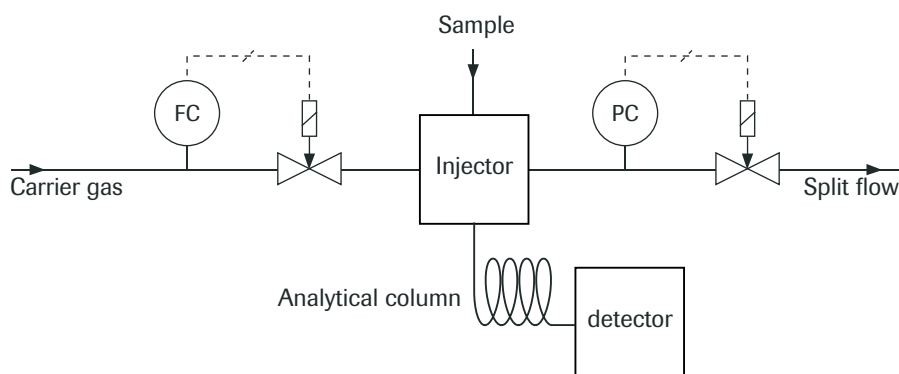 Sample
FC
PC
Injector
Carrier gas
Split flow
Analytical column
detector